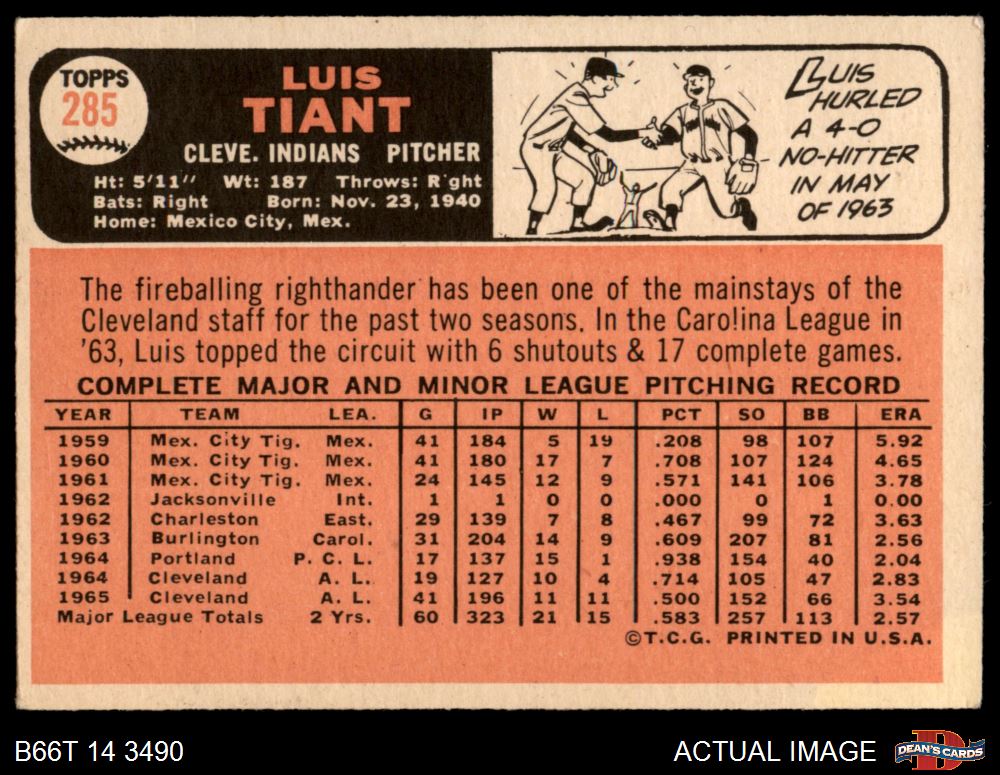 TOPPS
285
LUIS
TIANT
CLEVE. INDIANS PITCHER
Ht: 5'11" Wt: 187 Throws: R ght
Bats: Right Born: Nov. 23, 1940
Home: Mexico City, Mex.
LUIS
HURLED
A 4-0
NO-HITTER
IN MAY
OF 1963
The fireballing righthander has been one of the mainstays of the
Cleveland staff for the past two seasons. In the Caro!ina League in
'63, Luis topped the circuit with 6 shutouts & 17 complete games.
COMPLETE MAJOR AND MINOR LEAGUE PITCHING RECORD
YEAR TEAM LEA. G IP W L PCT SO BB ERA
1959 Mex. City Tig. Mex. 41 184 5 19 .208 98 107 5.92
1960 Mex. City Tig. Mex. 41 180 17 7 .708 107 124 4.65
1961 Mex. City Tig. Mex. 24 145 12 9 .571 141 106 3.78
1962 Jacksonville Int. 1 1 0 0 .000 0 1 0.00
1962 Charleston East. 29 139 7 8 .467 99 72 3.63
1963 Burlington Carol. 31 204 14 9 .609 207 81 2.56
1964 Portland P. C. L. 17 137 15 1 .938 154 40 2.04
1964 Cleveland A. L. 19 127 10 4 .714 105 47 2.83
1965 Cleveland A. L. 41 196 11 11 .500 152 66 3.54
Major League Totals 2 Yrs. 60 323 21 15 .583 257 113 2.57
©T.C.G. PRINTED IN U.S.A.
B66T 14 3490
ACTUAL IMAGE
D
DEAN'S CARDS